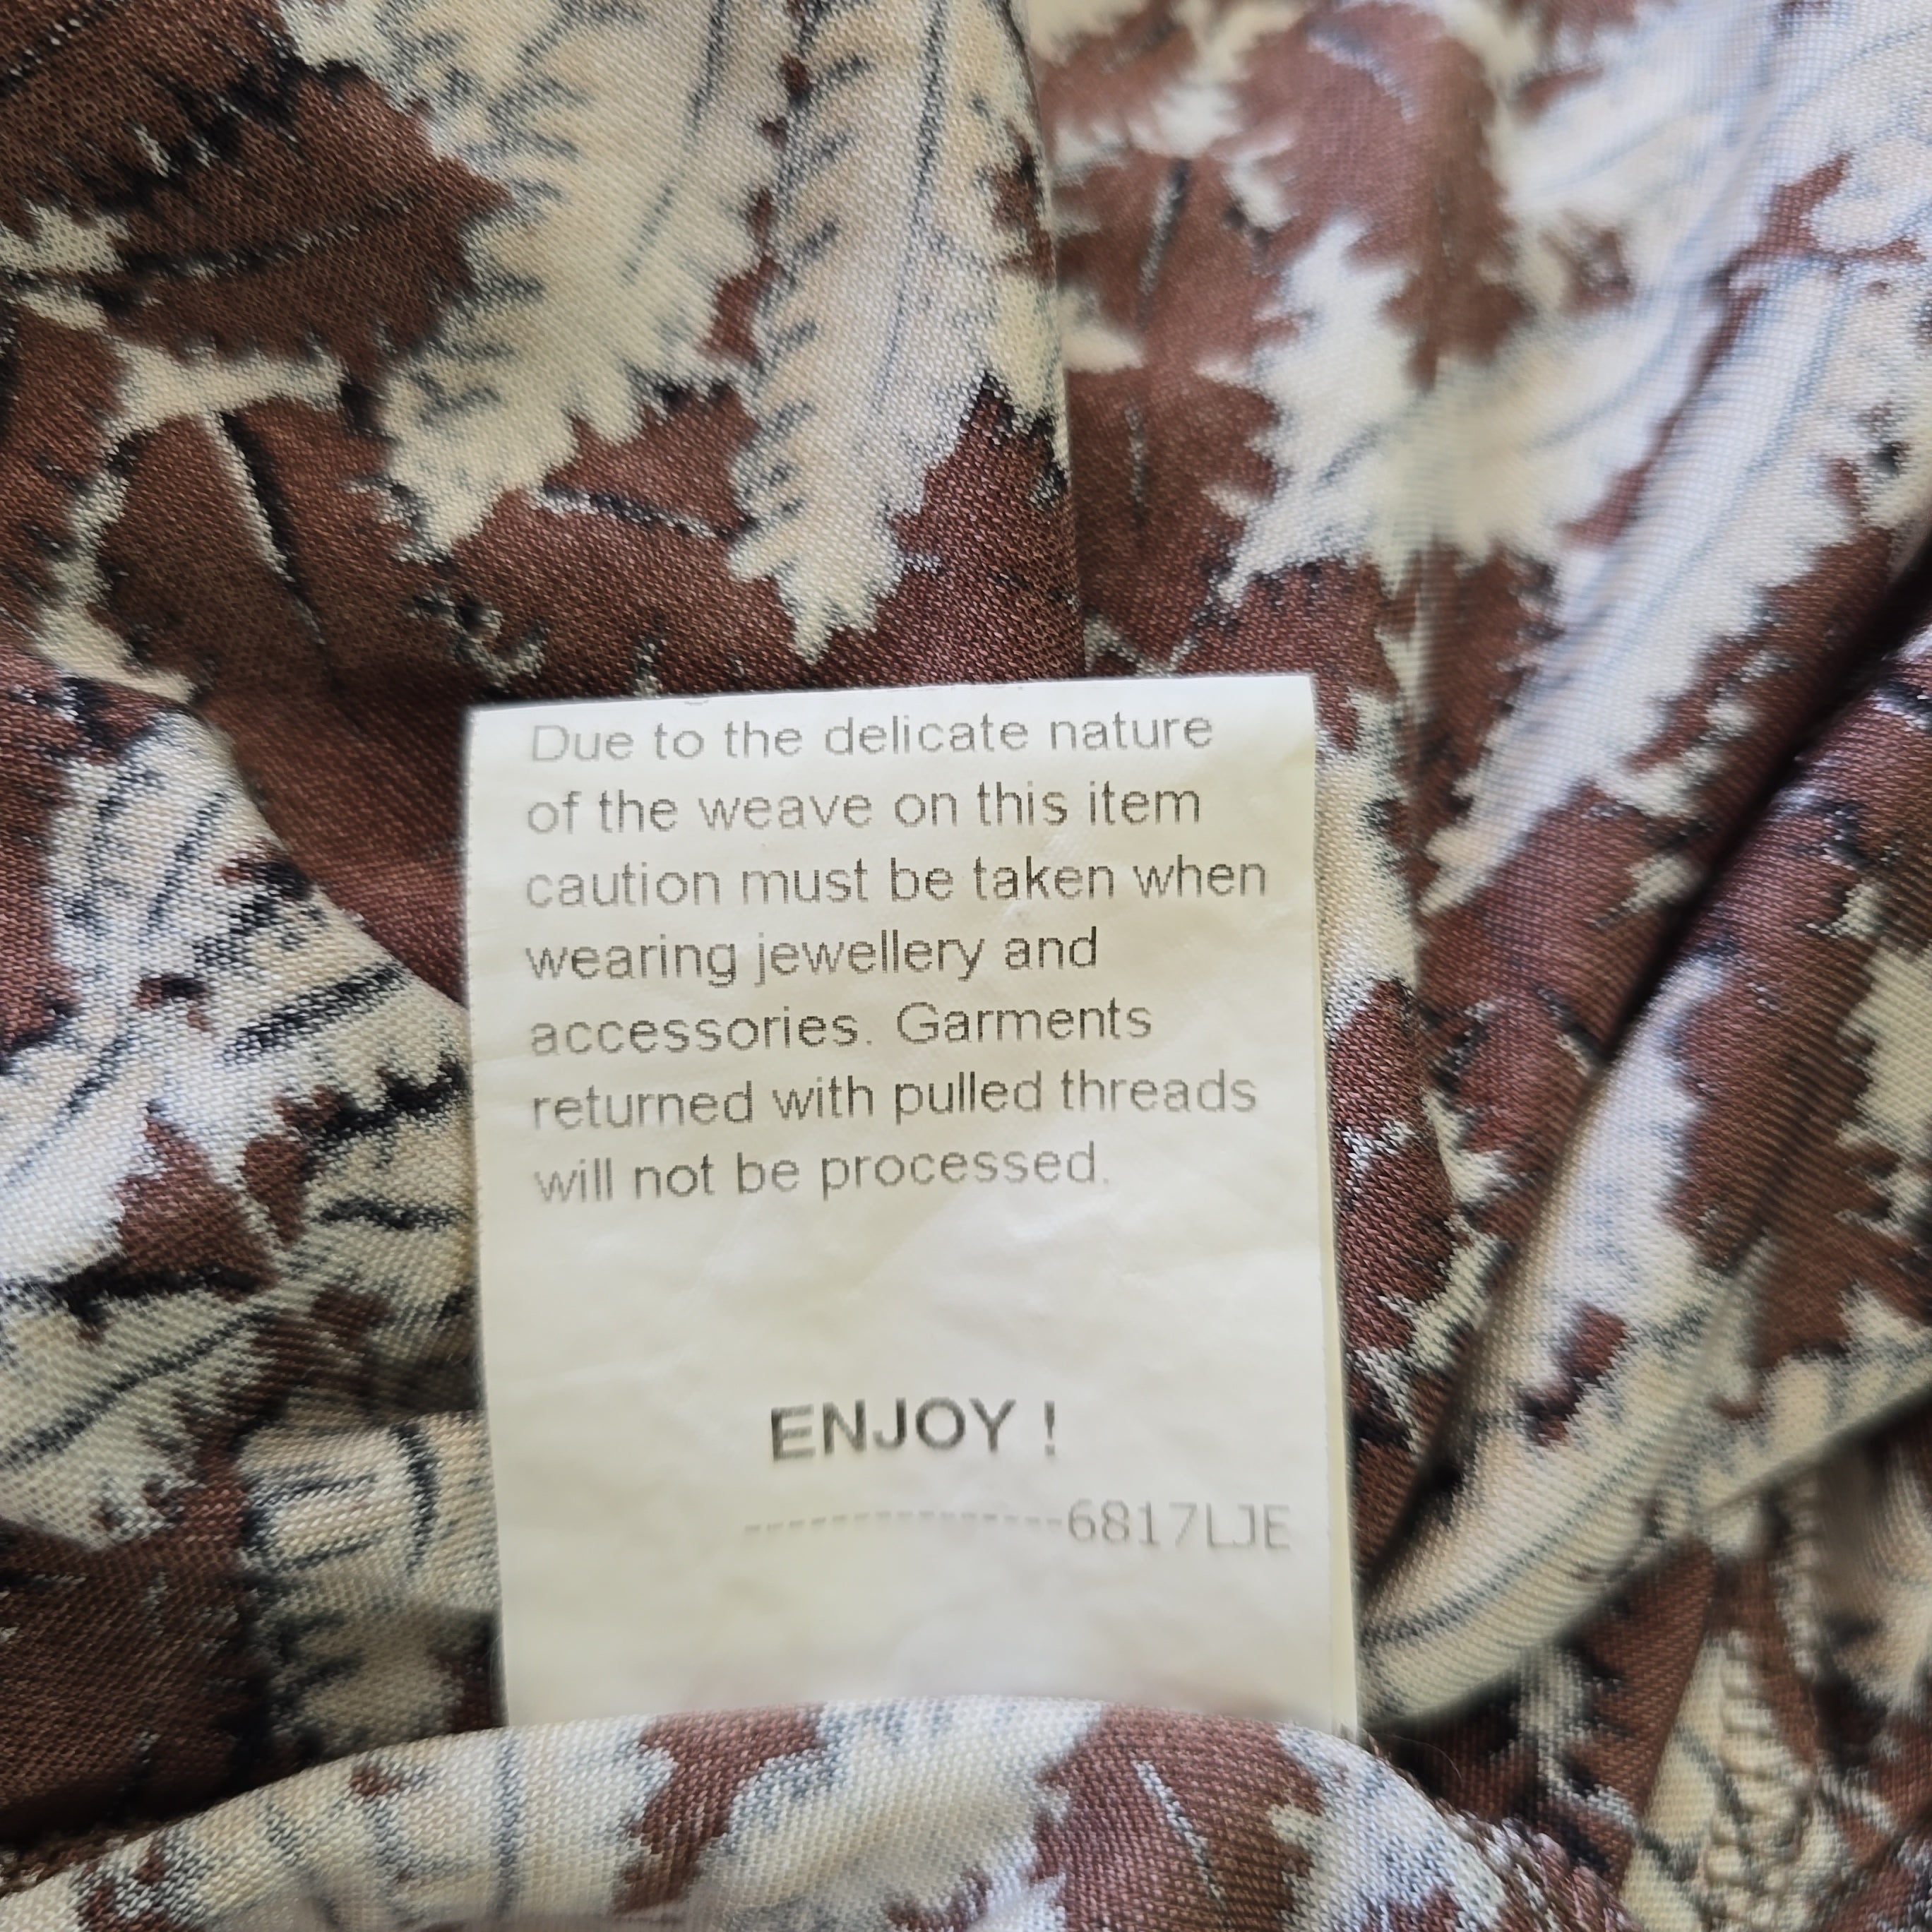 Due to the delicate nature
of the weave on this item
caution must be taken when
wearing jewellery and
accessories. Garments
returned with pulled threads
will not be processed.
ENJOY !
---------------6817LJE